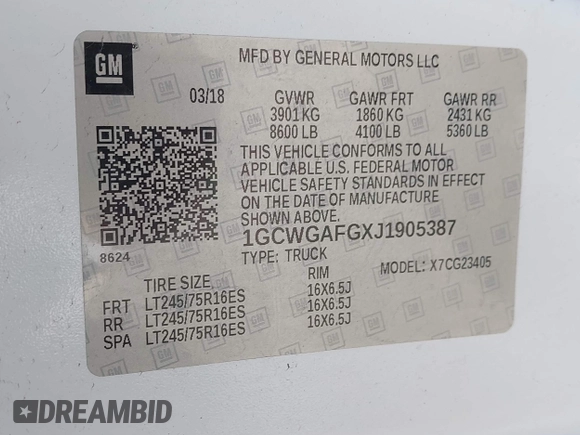 GM
MFD BY GENERAL MOTORS LLC
03/18 GVWR GAWR FRT GAWR RR
3901 KG 1860 KG 2431 KG
8600 LB 4100 LB 5360 LB
THIS VEHICLE CONFORMS TO ALL
APPLICABLE U.S. FEDERAL MOTOR
VEHICLE SAFETY STANDARDS IN EFFECT
ON THE DATE OF MANUFACTURE
SHOWN ABOVE.
1GCWGAFGXJ1905387
8624
TYPE: TRUCK MODEL: X7CG23405
TIRE SIZE RIM
FRT LT245/75R16ES 16X6.5J
RR LT245/75R16ES 16X6.5J
SPA LT245/75R16ES 16X6.5J
DREAMBID